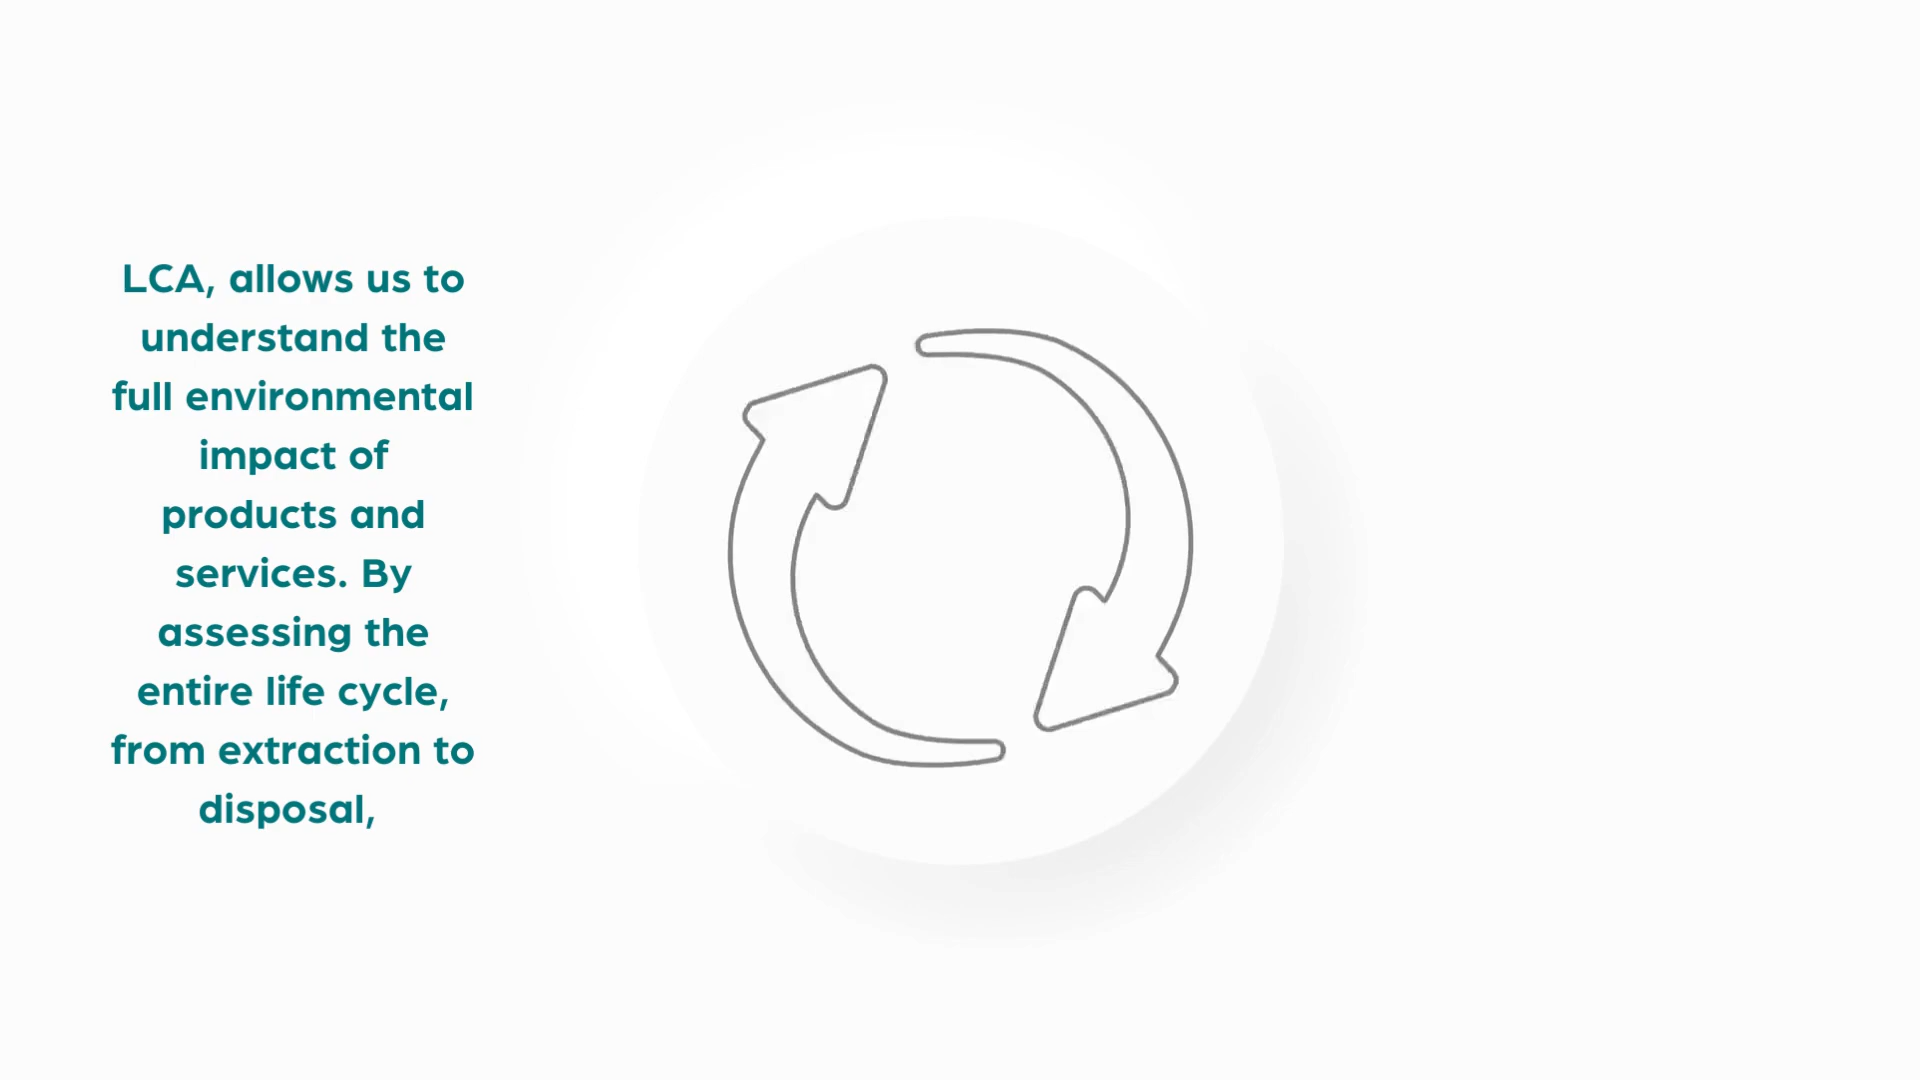 LCA, allows us to
understand the
full environmental
impact of
products and
services. By
assessing the
entire life cycle,
from extraction to
disposal,